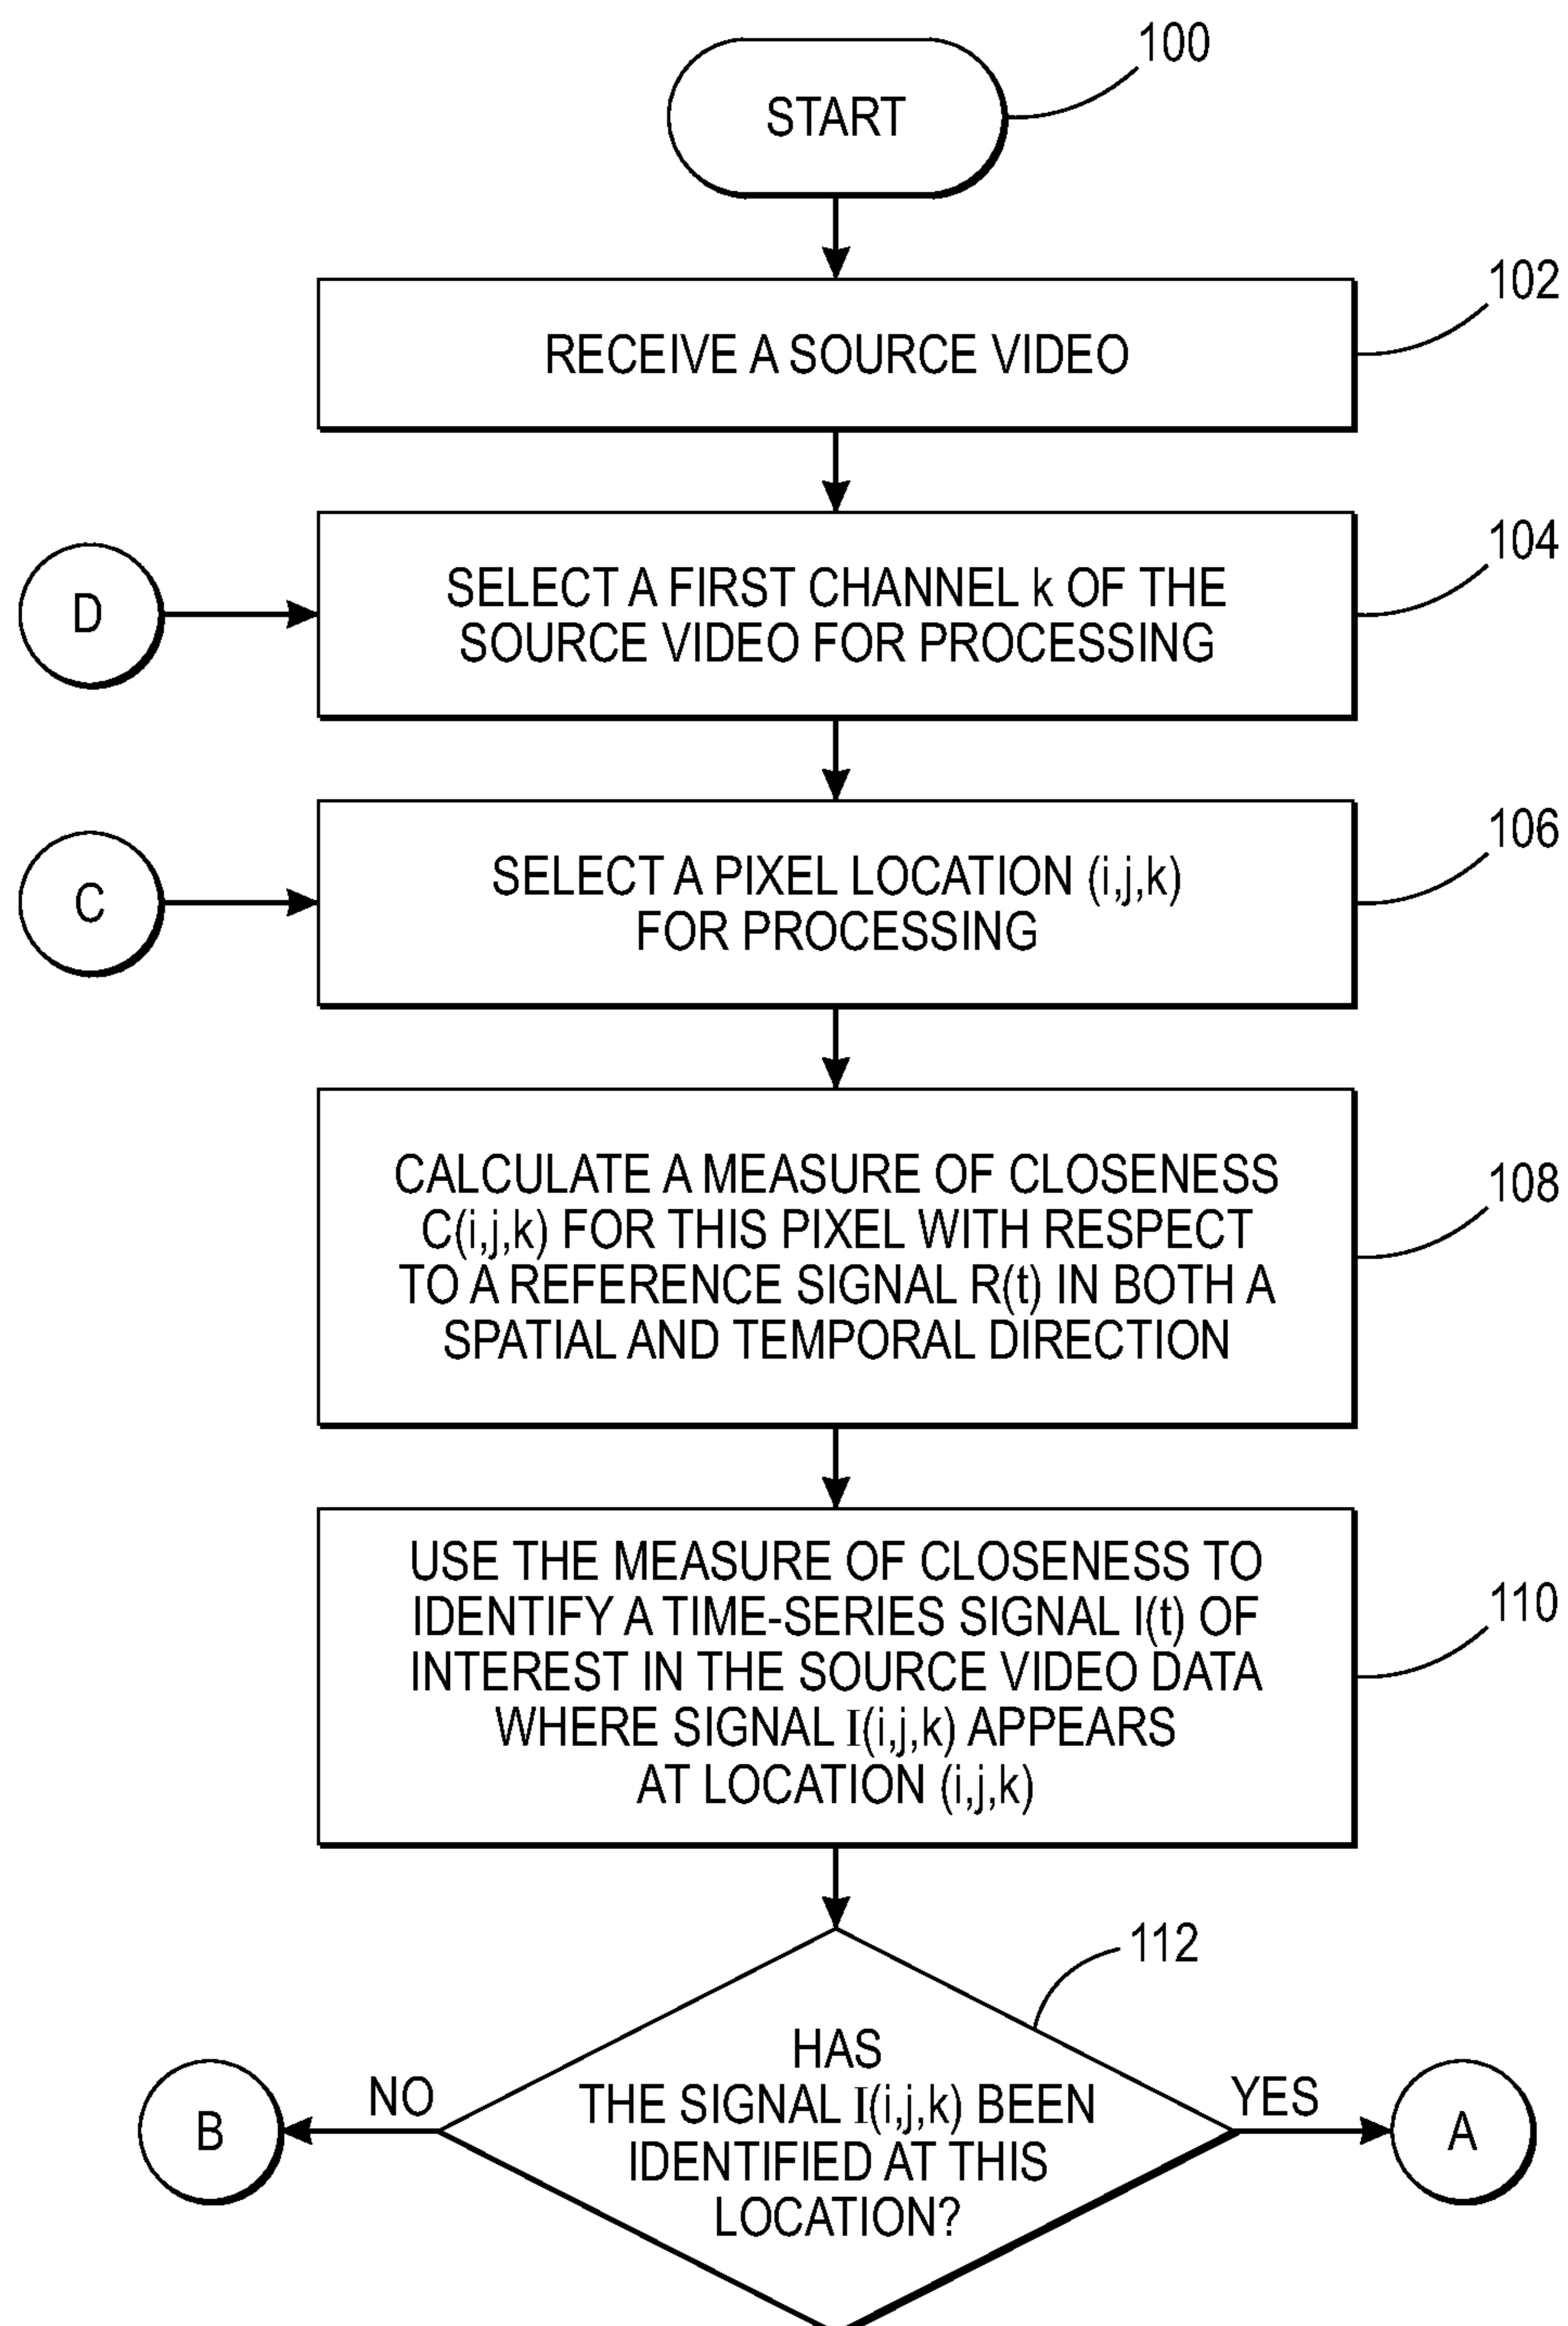 START
100
RECEIVE A SOURCE VIDEO
102
D
SELECT A FIRST CHANNEL k OF THE
SOURCE VIDEO FOR PROCESSING
104
C
SELECT A PIXEL LOCATION (i,j,k)
FOR PROCESSING
106
CALCULATE A MEASURE OF CLOSENESS
C(i,j,k) FOR THIS PIXEL WITH RESPECT
TO A REFERENCE SIGNAL R(t) IN BOTH A
SPATIAL AND TEMPORAL DIRECTION
108
USE THE MEASURE OF CLOSENESS TO
IDENTIFY A TIME-SERIES SIGNAL I(t) OF
INTEREST IN THE SOURCE VIDEO DATA
WHERE SIGNAL I(i,j,k) APPEARS
AT LOCATION (i,j,k)
110
112
HAS
THE SIGNAL I(i,j,k) BEEN
IDENTIFIED AT THIS
LOCATION?
NO
B
YES
A